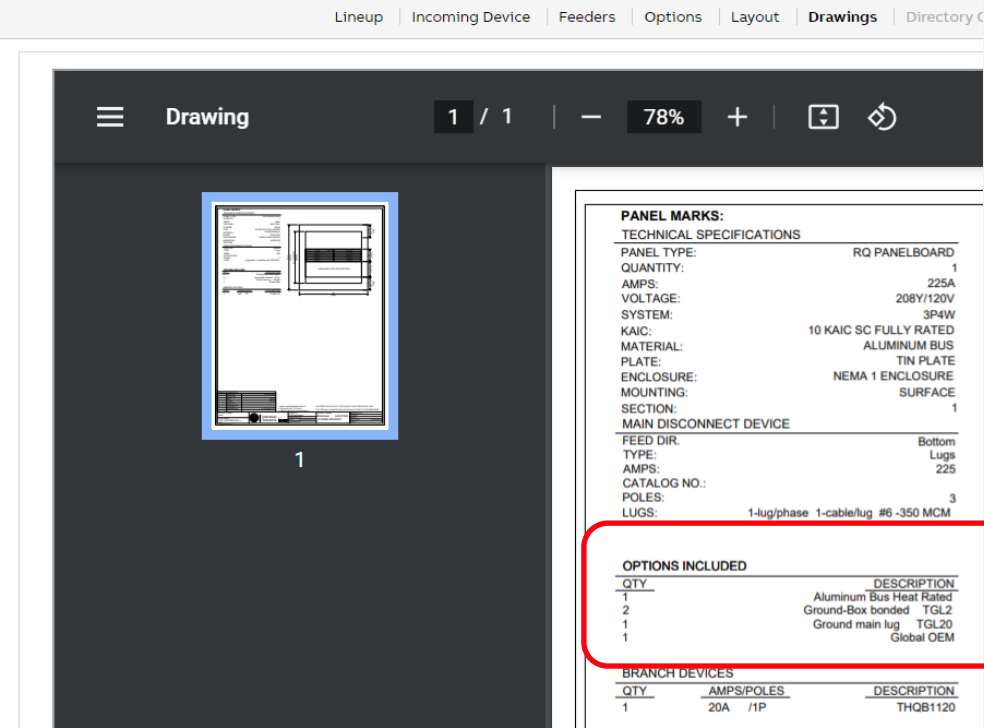 Lineup Incoming Device Feeders Options Layout Drawings Directory C
Drawing 1 / 1 78%
1
PANEL MARKS:
TECHNICAL SPECIFICATIONS
PANEL TYPE: RQ PANELBOARD
QUANTITY: 1
AMPS: 225A
VOLTAGE: 208Y/120V
SYSTEM: 3P4W
KAIC: 10 KAIC SC FULLY RATED
MATERIAL: ALUMINUM BUS
PLATE: TIN PLATE
ENCLOSURE: NEMA 1 ENCLOSURE
MOUNTING: SURFACE
SECTION: 1
MAIN DISCONNECT DEVICE
FEED DIR. Bottom
TYPE: Lugs
AMPS: 225
CATALOG NO.:
POLES: 3
LUGS: 1-lug/phase 1-cable/lug #6 -350 MCM
OPTIONS INCLUDED
QTY DESCRIPTION
1 Aluminum Bus Heat Rated
2 Ground-Box bonded TGL2
1 Ground main lug TGL20
1 Global OEM
BRANCH DEVICES
QTY AMPS/POLES DESCRIPTION
1 20A /1P THQB1120